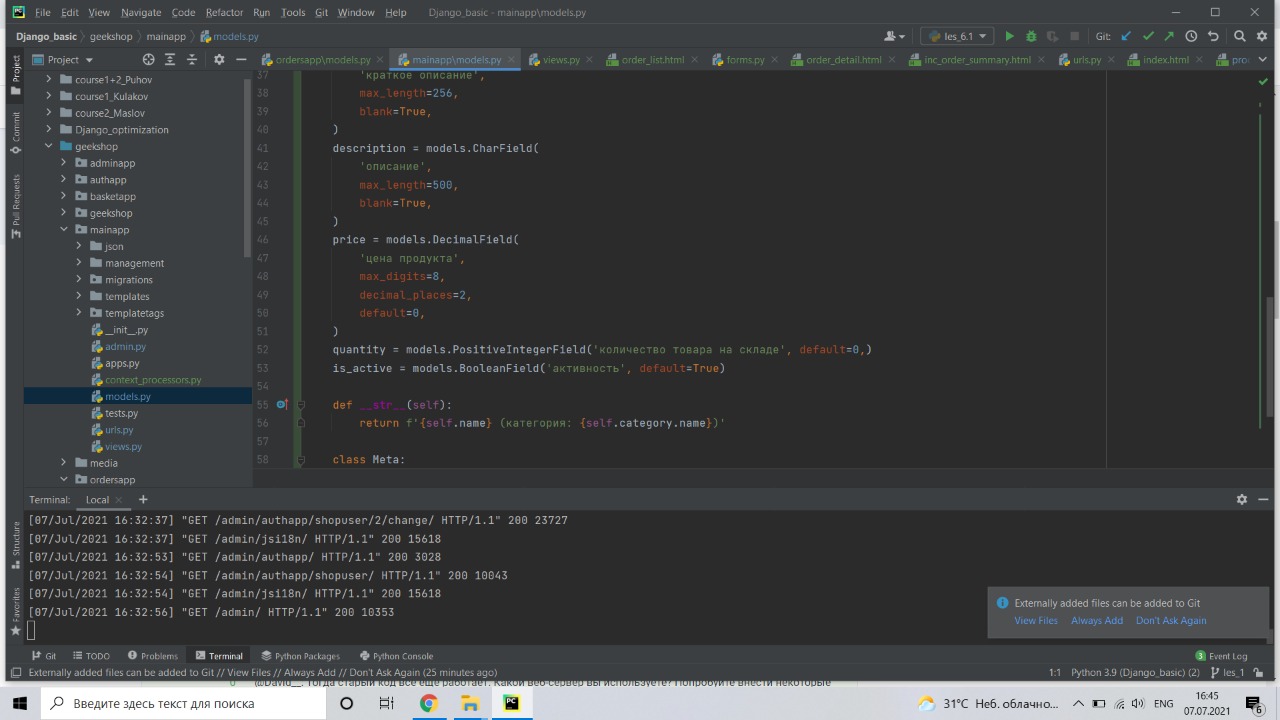 File Edit View Navigate Code Refactor Run Tools Git Window Help Django_basic - mainapp\models.py
Django_basic geekshop mainapp models.py les_6.1 Git:
Project ordersapp\models.py mainapp\models.py views.py order_list.html forms.py order_detail.html inc_order_summary.html urls.py index.html pro
Project
Commit
Pull Requests
Structure
Favorites
course1+2_Puhov
course1_Kulakov
course2_Maslov
Django_optimization
geekshop
adminapp
authapp
basketapp
geekshop
mainapp
json
management
migrations
templates
templatetags
__init__.py
admin.py
apps.py
context_processors.py
models.py
tests.py
urls.py
views.py
media
ordersapp
37 'краткое описание',
38 max_length=256,
39 blank=True,
40 )
41 description = models.CharField(
42 'описание',
43 max_length=500,
44 blank=True,
45 )
46 price = models.DecimalField(
47 'цена продукта',
48 max_digits=8,
49 decimal_places=2,
50 default=0,
51 )
52 quantity = models.PositiveIntegerField('количество товара на складе', default=0,)
53 is_active = models.BooleanField('активность', default=True)
54
55 def __str__(self):
56 return f'{self.name} (категория: {self.category.name})'
57
58 class Meta:
Terminal: Local
[07/Jul/2021 16:32:37] "GET /admin/authapp/shopuser/2/change/ HTTP/1.1" 200 23727
[07/Jul/2021 16:32:37] "GET /admin/jsi18n/ HTTP/1.1" 200 15618
[07/Jul/2021 16:32:53] "GET /admin/authapp/ HTTP/1.1" 200 3028
[07/Jul/2021 16:32:54] "GET /admin/authapp/shopuser/ HTTP/1.1" 200 10043
[07/Jul/2021 16:32:54] "GET /admin/jsi18n/ HTTP/1.1" 200 15618
[07/Jul/2021 16:32:56] "GET /admin/ HTTP/1.1" 200 10353
Externally added files can be added to Git
View Files Always Add Don't Ask Again
Git TODO Problems Terminal Python Packages Python Console 3 Event Log
Externally added files can be added to Git // View Files // Always Add // Don't Ask Again (25 minutes ago) 1:1 Python 3.9 (Django_basic) (2) les_1
@David__. Тогда старый код все еще работает. Какой веб-сервер вы используете? Попробуйте внести некоторые
Введите здесь текст для поиска 31°C Неб. облачно... ENG 16:45
07.07.2021 6